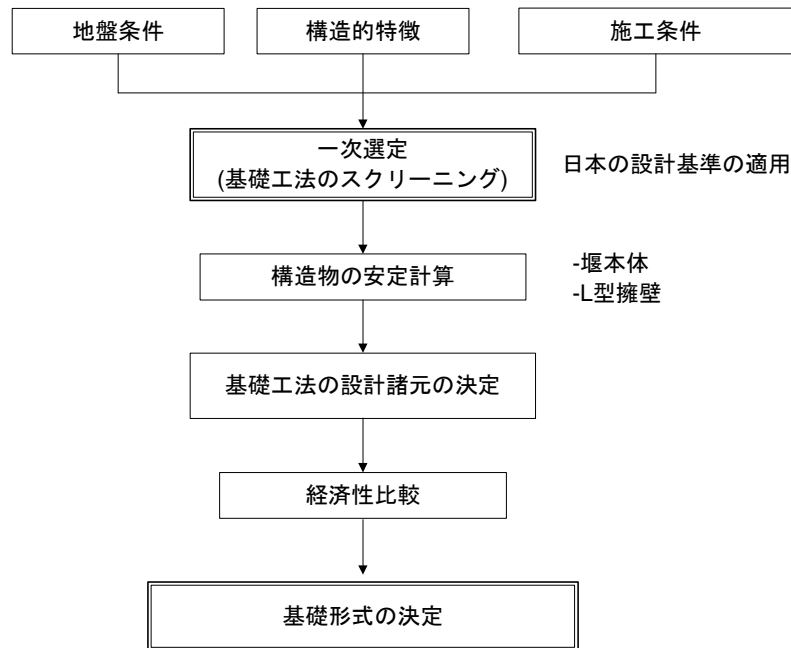 地盤条件
構造的特徴
施工条件
一次選定
(基礎工法のスクリーニング)
日本の設計基準の適用
構造物の安定計算
-堰本体
-L型擁壁
基礎工法の設計諸元の決定
経済性比較
基礎形式の決定